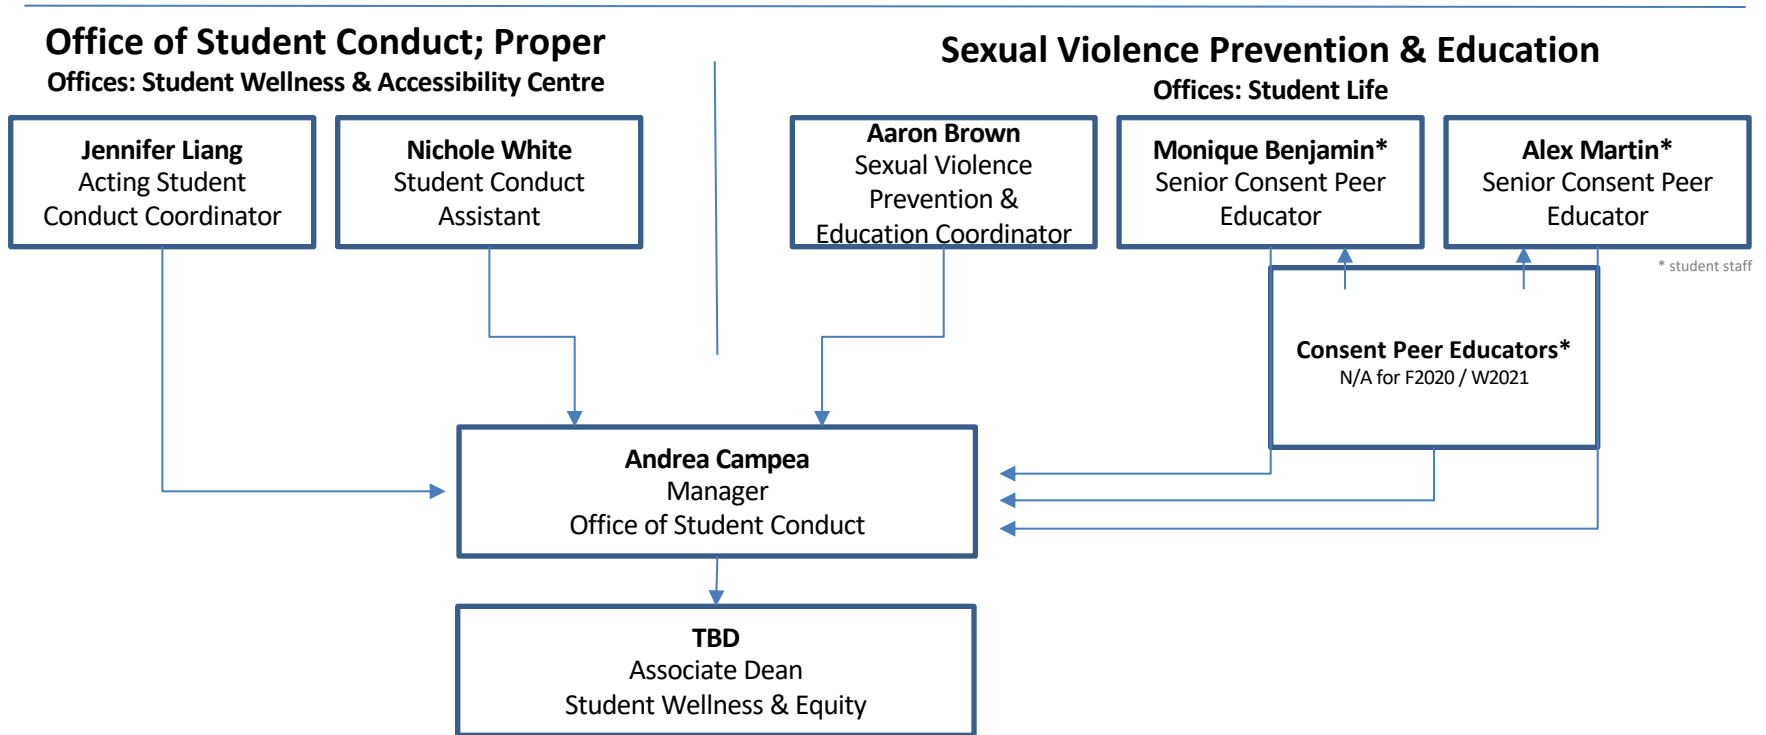 Office of Student Conduct; Proper
Offices: Student Wellness & Accessibility Centre
Sexual Violence Prevention & Education
Offices: Student Life
Jennifer Liang
Acting Student
Conduct Coordinator
Nichole White
Student Conduct
Assistant
Aaron Brown
Sexual Violence
Prevention &
Education Coordinator
Monique Benjamin*
Senior Consent Peer
Educator
Alex Martin*
Senior Consent Peer
Educator
* student staff
Consent Peer Educators*
N/A for F2020 / W2021
Andrea Campea
Manager
Office of Student Conduct
TBD
Associate Dean
Student Wellness & Equity